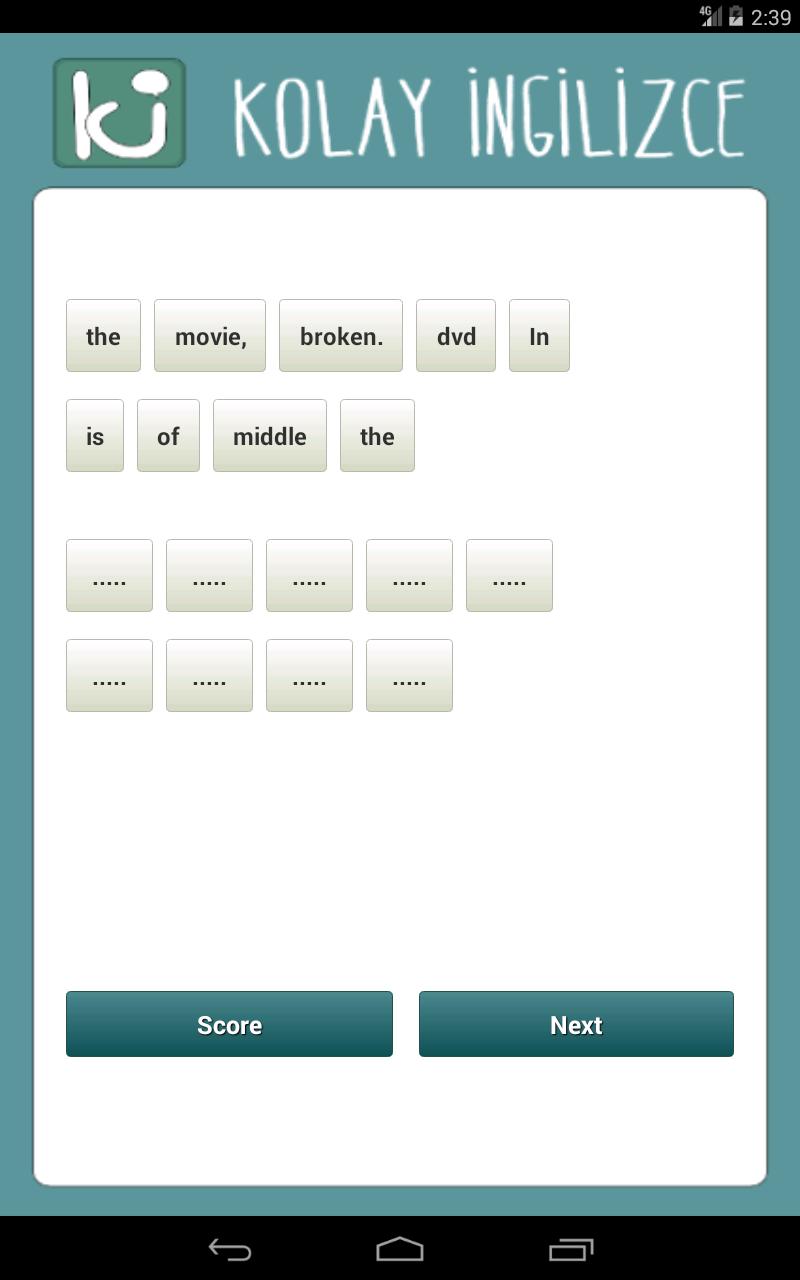 4G 2:39
ki KOLAY İNGİLİZCE
the movie, broken. dvd In
is of middle the
..... ..... ..... ..... .....
..... ..... ..... .....
Score Next